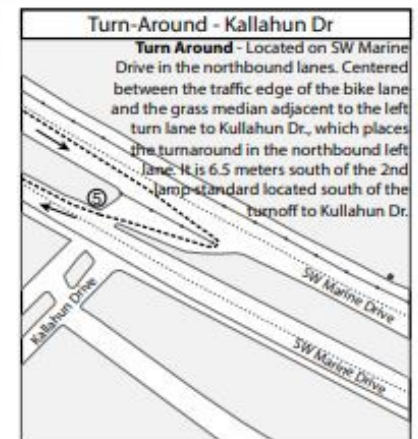 Turn-Around - Kallahun Dr
Turn Around - Located on SW Marine
Drive in the northbound lanes. Centered
between the traffic edge of the bike lane
and the grass median adjacent to the left
turn lane to Kullahun Dr., which places
the turnaround in the northbound left
lane. It is 6.5 meters south of the 2nd
lamp standard located south of the
turnoff to Kullahun Dr.
5
SW Marine Drive
Kallahun Drive
SW Marine Drive